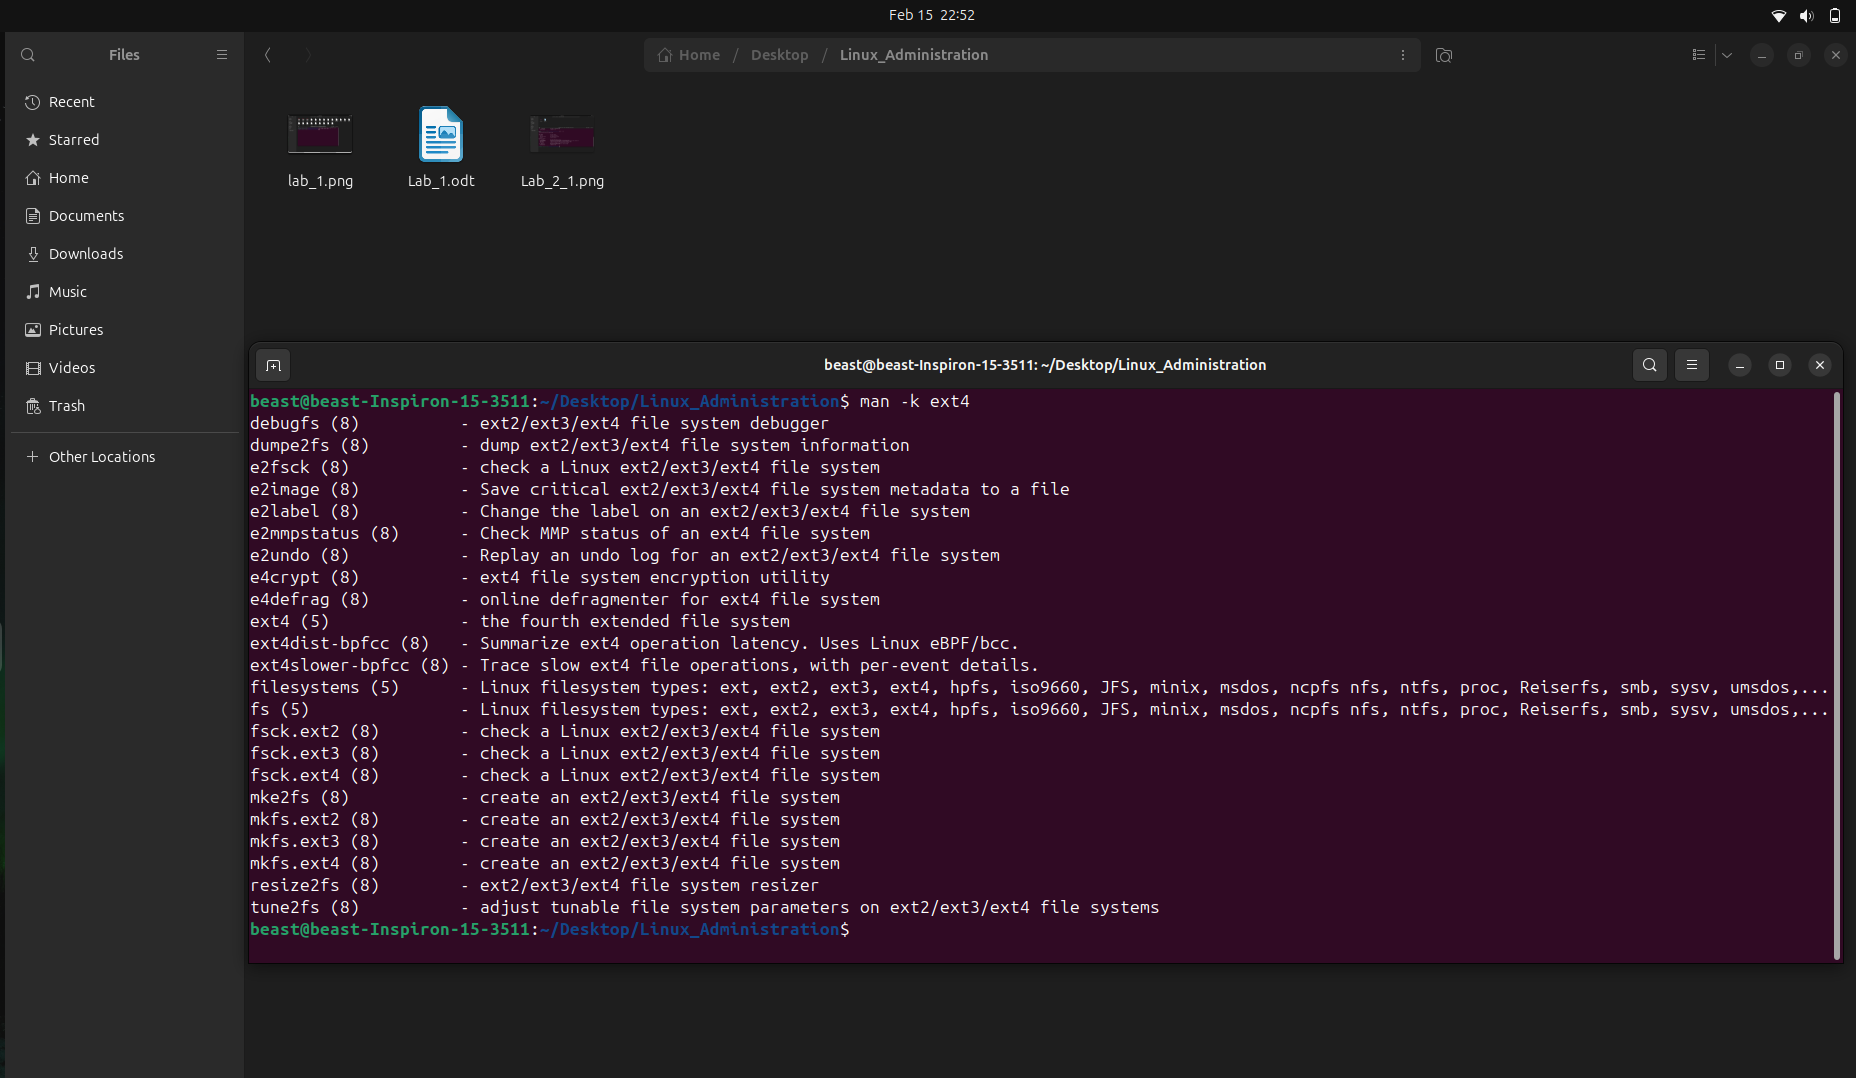 Feb 15 22:52
Files
Home / Desktop / Linux_Administration
Recent
Starred
Home
Documents
Downloads
Music
Pictures
Videos
Trash
Other Locations
lab_1.png
Lab_1.odt
Lab_2_1.png
beast@beast-Inspiron-15-3511: ~/Desktop/Linux_Administration
beast@beast-Inspiron-15-3511:~/Desktop/Linux_Administration$ man -k ext4
debugfs (8)          - ext2/ext3/ext4 file system debugger
dumpe2fs (8)         - dump ext2/ext3/ext4 file system information
e2fsck (8)           - check a Linux ext2/ext3/ext4 file system
e2image (8)          - Save critical ext2/ext3/ext4 file system metadata to a file
e2label (8)          - Change the label on an ext2/ext3/ext4 file system
e2mmpstatus (8)      - Check MMP status of an ext4 file system
e2undo (8)           - Replay an undo log for an ext2/ext3/ext4 file system
e4crypt (8)          - ext4 file system encryption utility
e4defrag (8)         - online defragmenter for ext4 file system
ext4 (5)             - the fourth extended file system
ext4dist-bpfcc (8)   - Summarize ext4 operation latency. Uses Linux eBPF/bcc.
ext4slower-bpfcc (8) - Trace slow ext4 file operations, with per-event details.
filesystems (5)      - Linux filesystem types: ext, ext2, ext3, ext4, hpfs, iso9660, JFS, minix, msdos, ncpfs nfs, ntfs, proc, Reiserfs, smb, sysv, umsdos,...
fs (5)               - Linux filesystem types: ext, ext2, ext3, ext4, hpfs, iso9660, JFS, minix, msdos, ncpfs nfs, ntfs, proc, Reiserfs, smb, sysv, umsdos,...
fsck.ext2 (8)        - check a Linux ext2/ext3/ext4 file system
fsck.ext3 (8)        - check a Linux ext2/ext3/ext4 file system
fsck.ext4 (8)        - check a Linux ext2/ext3/ext4 file system
mke2fs (8)           - create an ext2/ext3/ext4 file system
mkfs.ext2 (8)        - create an ext2/ext3/ext4 file system
mkfs.ext3 (8)        - create an ext2/ext3/ext4 file system
mkfs.ext4 (8)        - create an ext2/ext3/ext4 file system
resize2fs (8)        - ext2/ext3/ext4 file system resizer
tune2fs (8)          - adjust tunable file system parameters on ext2/ext3/ext4 file systems
beast@beast-Inspiron-15-3511:~/Desktop/Linux_Administration$